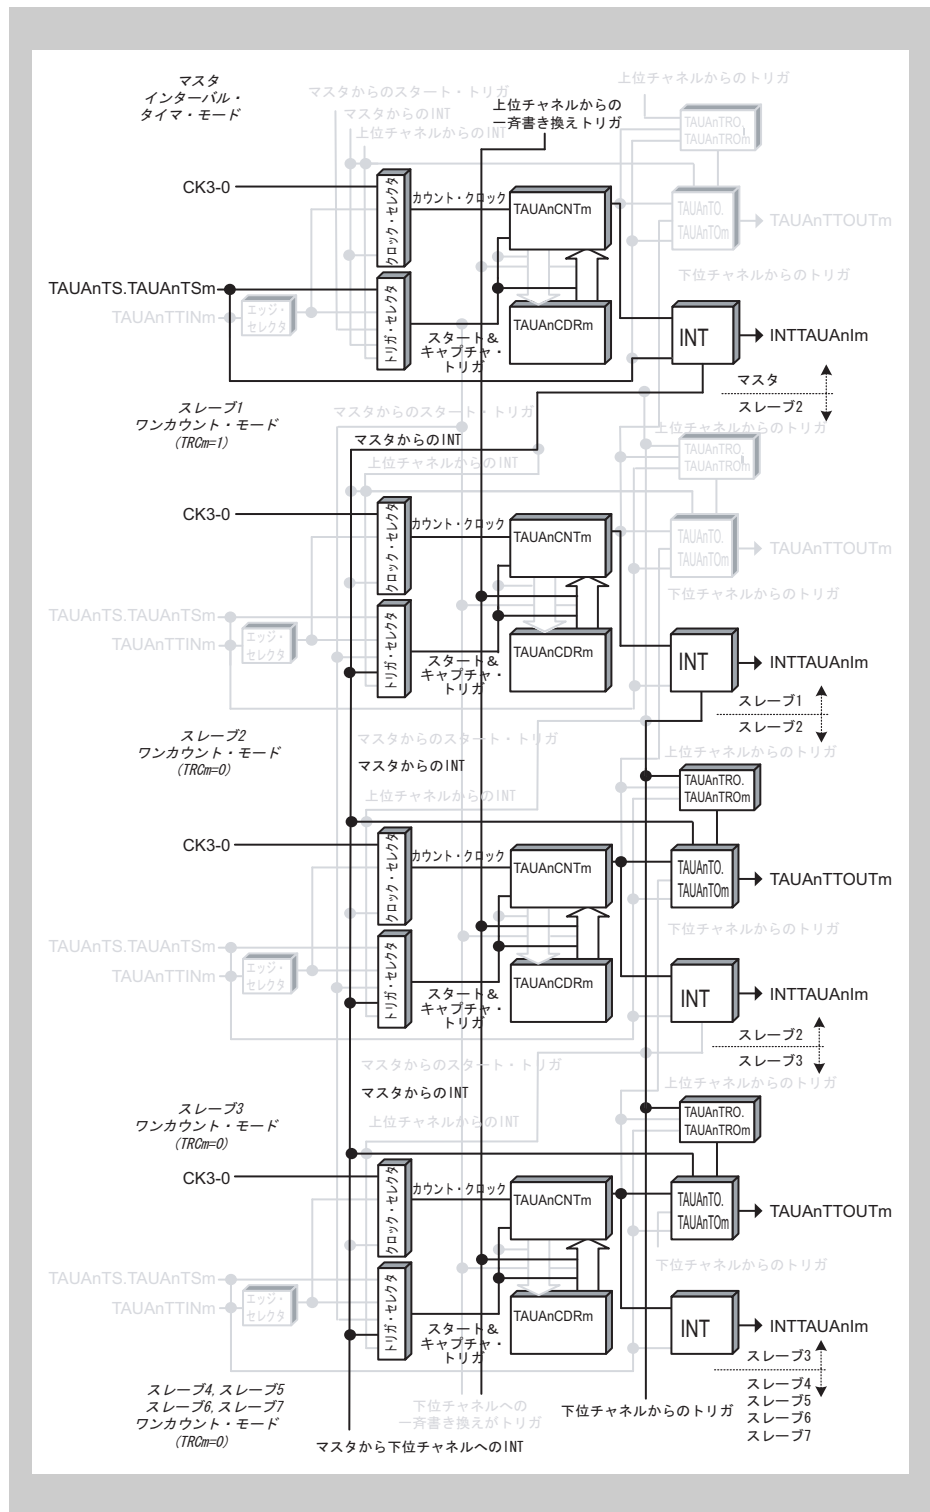 マスタ
インターバル・
タイマ・モード
マスタからのスタート・トリガ
マスタからのINT
上位チャネルからのINT
上位チャネルからの
一斉書き換えトリガ
上位チャネルからのトリガ
TAUAnTRO.
TAUAnTROm
CK3-0
クロック・セレクタ
カウント・クロック
TAUAnCNTm
TAUAnTO.
TAUAnTOm
TAUAnTTOUTm
下位チャネルからのトリガ
TAUAnTS.TAUAnTSm
TAUAnTTINm
エッジ・
セレクタ
トリガ・セレクタ
スタート&
キャプチャ・
トリガ
TAUAnCDRm
INT
INTTAUAnIm
マスタ
スレーブ2
スレーブ1
ワンカウント・モード
(TRCm=1)
マスタからのスタート・トリガ
マスタからのINT
上位チャネルからのINT
上位チャネルからのトリガ
TAUAnTRO.
TAUAnTROm
CK3-0
クロック・セレクタ
カウント・クロック
TAUAnCNTm
TAUAnTO.
TAUAnTOm
TAUAnTTOUTm
下位チャネルからのトリガ
TAUAnTS.TAUAnTSm
TAUAnTTINm
エッジ・
セレクタ
トリガ・セレクタ
スタート&
キャプチャ・
トリガ
TAUAnCDRm
INT
INTTAUAnIm
スレーブ1
スレーブ2
スレーブ2
ワンカウント・モード
(TRCm=0)
マスタからのスタート・トリガ
マスタからのINT
上位チャネルからのINT
上位チャネルからのトリガ
TAUAnTRO.
TAUAnTROm
CK3-0
クロック・セレクタ
カウント・クロック
TAUAnCNTm
TAUAnTO.
TAUAnTOm
TAUAnTTOUTm
下位チャネルからのトリガ
TAUAnTS.TAUAnTSm
TAUAnTTINm
エッジ・
セレクタ
トリガ・セレクタ
スタート&
キャプチャ・
トリガ
TAUAnCDRm
INT
INTTAUAnIm
スレーブ2
スレーブ3
スレーブ3
ワンカウント・モード
(TRCm=0)
マスタからのスタート・トリガ
マスタからのINT
上位チャネルからのINT
上位チャネルからのトリガ
TAUAnTRO.
TAUAnTROm
CK3-0
クロック・セレクタ
カウント・クロック
TAUAnCNTm
TAUAnTO.
TAUAnTOm
TAUAnTTOUTm
下位チャネルからのトリガ
TAUAnTS.TAUAnTSm
TAUAnTTINm
エッジ・
セレクタ
トリガ・セレクタ
スタート&
キャプチャ・
トリガ
TAUAnCDRm
INT
INTTAUAnIm
スレーブ3
スレーブ4
スレーブ5
スレーブ6
スレーブ7
スレーブ4,スレーブ5
スレーブ6,スレーブ7
ワンカウント・モード
(TRCm=0)
下位チャネルへの
一斉書き換えがトリガ
下位チャネルからのトリガ
マスタから下位チャネルへのINT